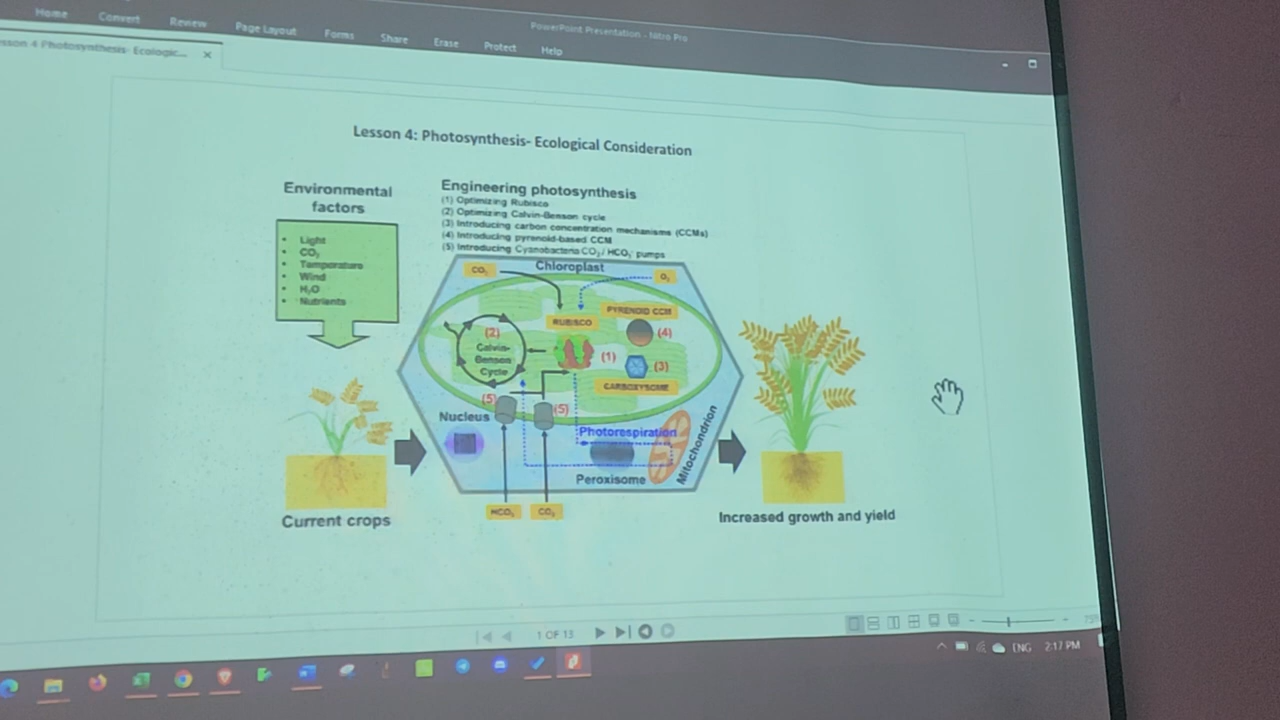 Home Convert Review Page Layout Forms Share Erase Protect Help
PowerPoint Presentation - Nitro Pro
esson 4 Photosynthesis- Ecologic... ×
Lesson 4: Photosynthesis- Ecological Consideration
Environmental
factors
• Light
• CO₂
• Temperature
• Wind
• H₂O
• Nutrients
Engineering photosynthesis
(1) Optimizing Rubisco
(2) Optimizing Calvin-Benson cycle
(3) Introducing carbon concentration mechanisms (CCMs)
(4) Introducing pyrenoid-based CCM
(5) Introducing Cyanobacteria CO₂/ HCO₃⁻ pumps
Chloroplast
CO₂
O₂
RUBISCO
PYRENOID CCM
(4)
(2)
Calvin-
Benson
Cycle
(1)
(3)
CARBOXYSOME
(5)
(5)
Nucleus
Photorespiration
Mitochondrion
Peroxisome
HCO₃⁻
CO₂
Current crops
Increased growth and yield
1 OF 13
ENG 2:17 PM